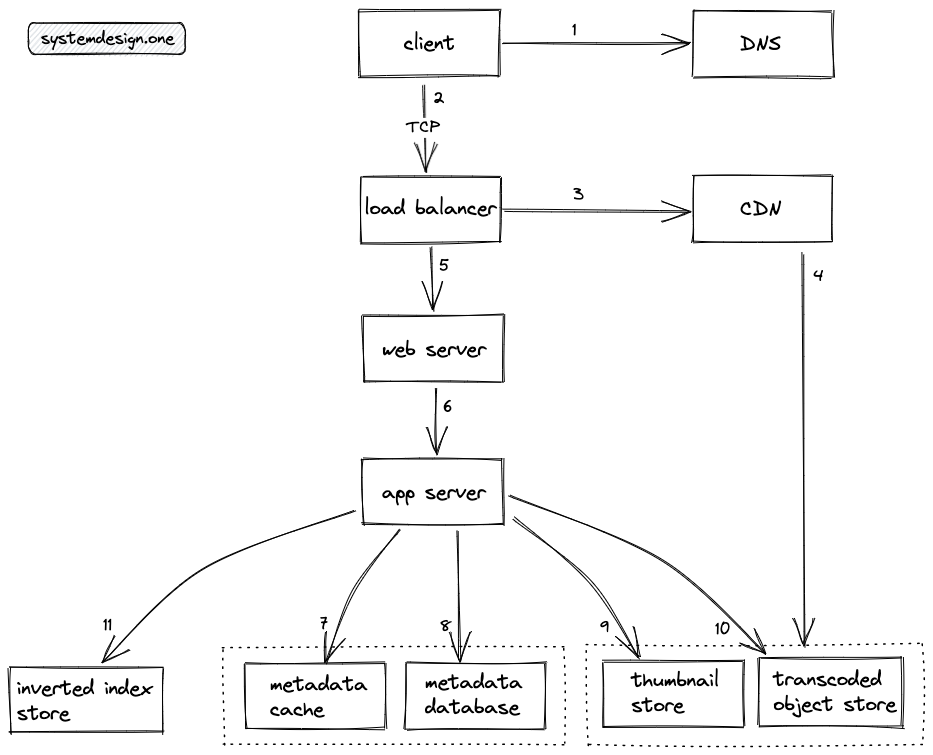 systemdesign.one
client
1
DNS
2
TCP
load balancer
3
CDN
5
4
web server
6
app server
11
7
8
9
10
inverted index
store
metadata
cache
metadata
database
thumbnail
store
transcoded
object store